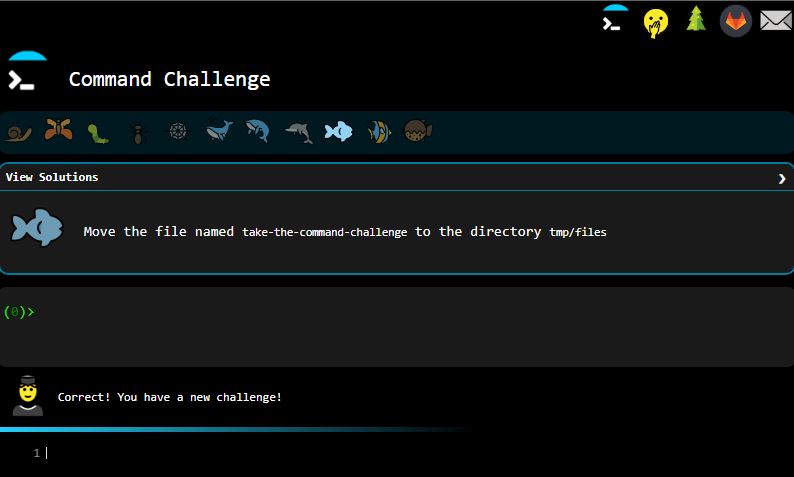 Command Challenge
View Solutions
Move the file named take-the-command-challenge to the directory tmp/files
(0)>
Correct! You have a new challenge!
1